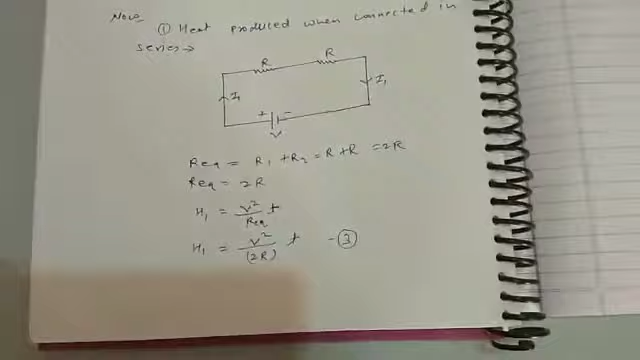 Now,
① Heat produced when connected in
series →
R R
I₁ I₁
+ -
V
Req = R₁ + R₂ = R + R = 2R
Req = 2R
H₁ = V²/Req t
H₁ = V²/(2R) t - ③